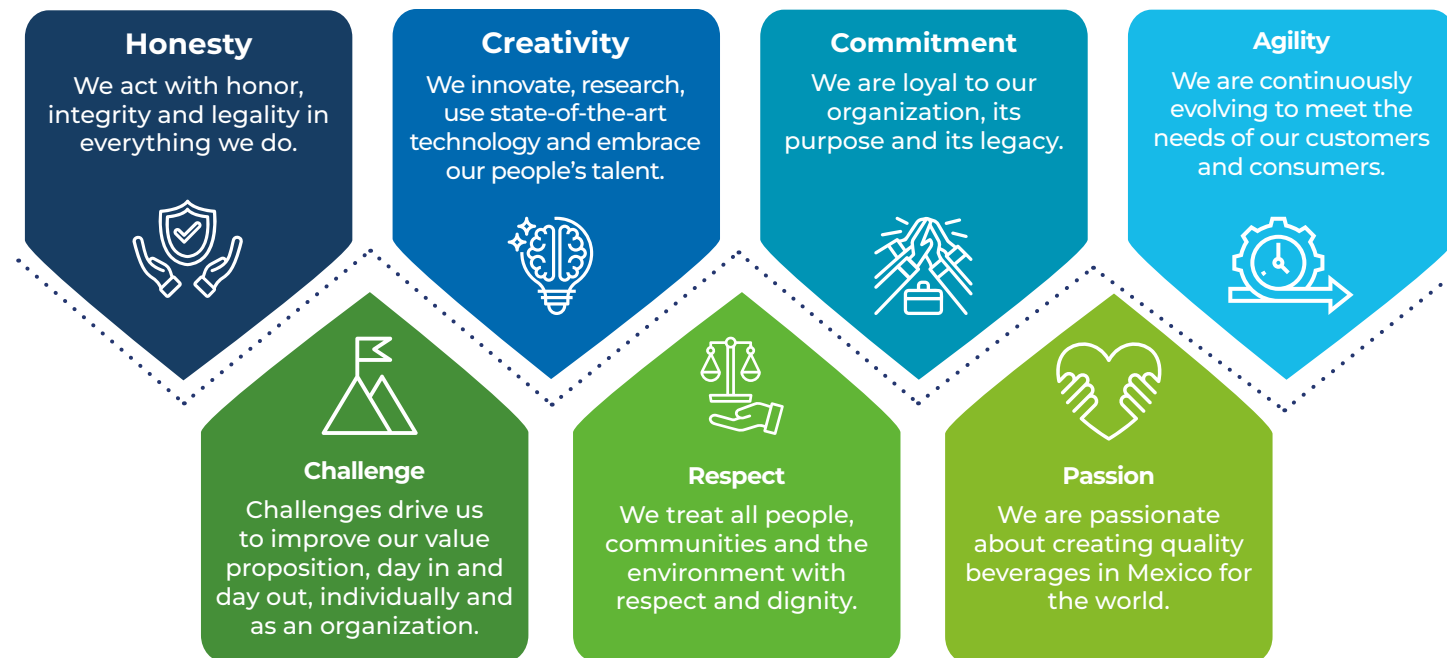 Honesty
We act with honor,
integrity and legality in
everything we do.
Creativity
We innovate, research,
use state-of-the-art
technology and embrace
our people’s talent.
Commitment
We are loyal to our
organization, its
purpose and its legacy.
Agility
We are continuously
evolving to meet the
needs of our customers
and consumers.
Challenge
Challenges drive us
to improve our value
proposition, day in and
day out, individually and
as an organization.
Respect
We treat all people,
communities and the
environment with
respect and dignity.
Passion
We are passionate
about creating quality
beverages in Mexico for
the world.